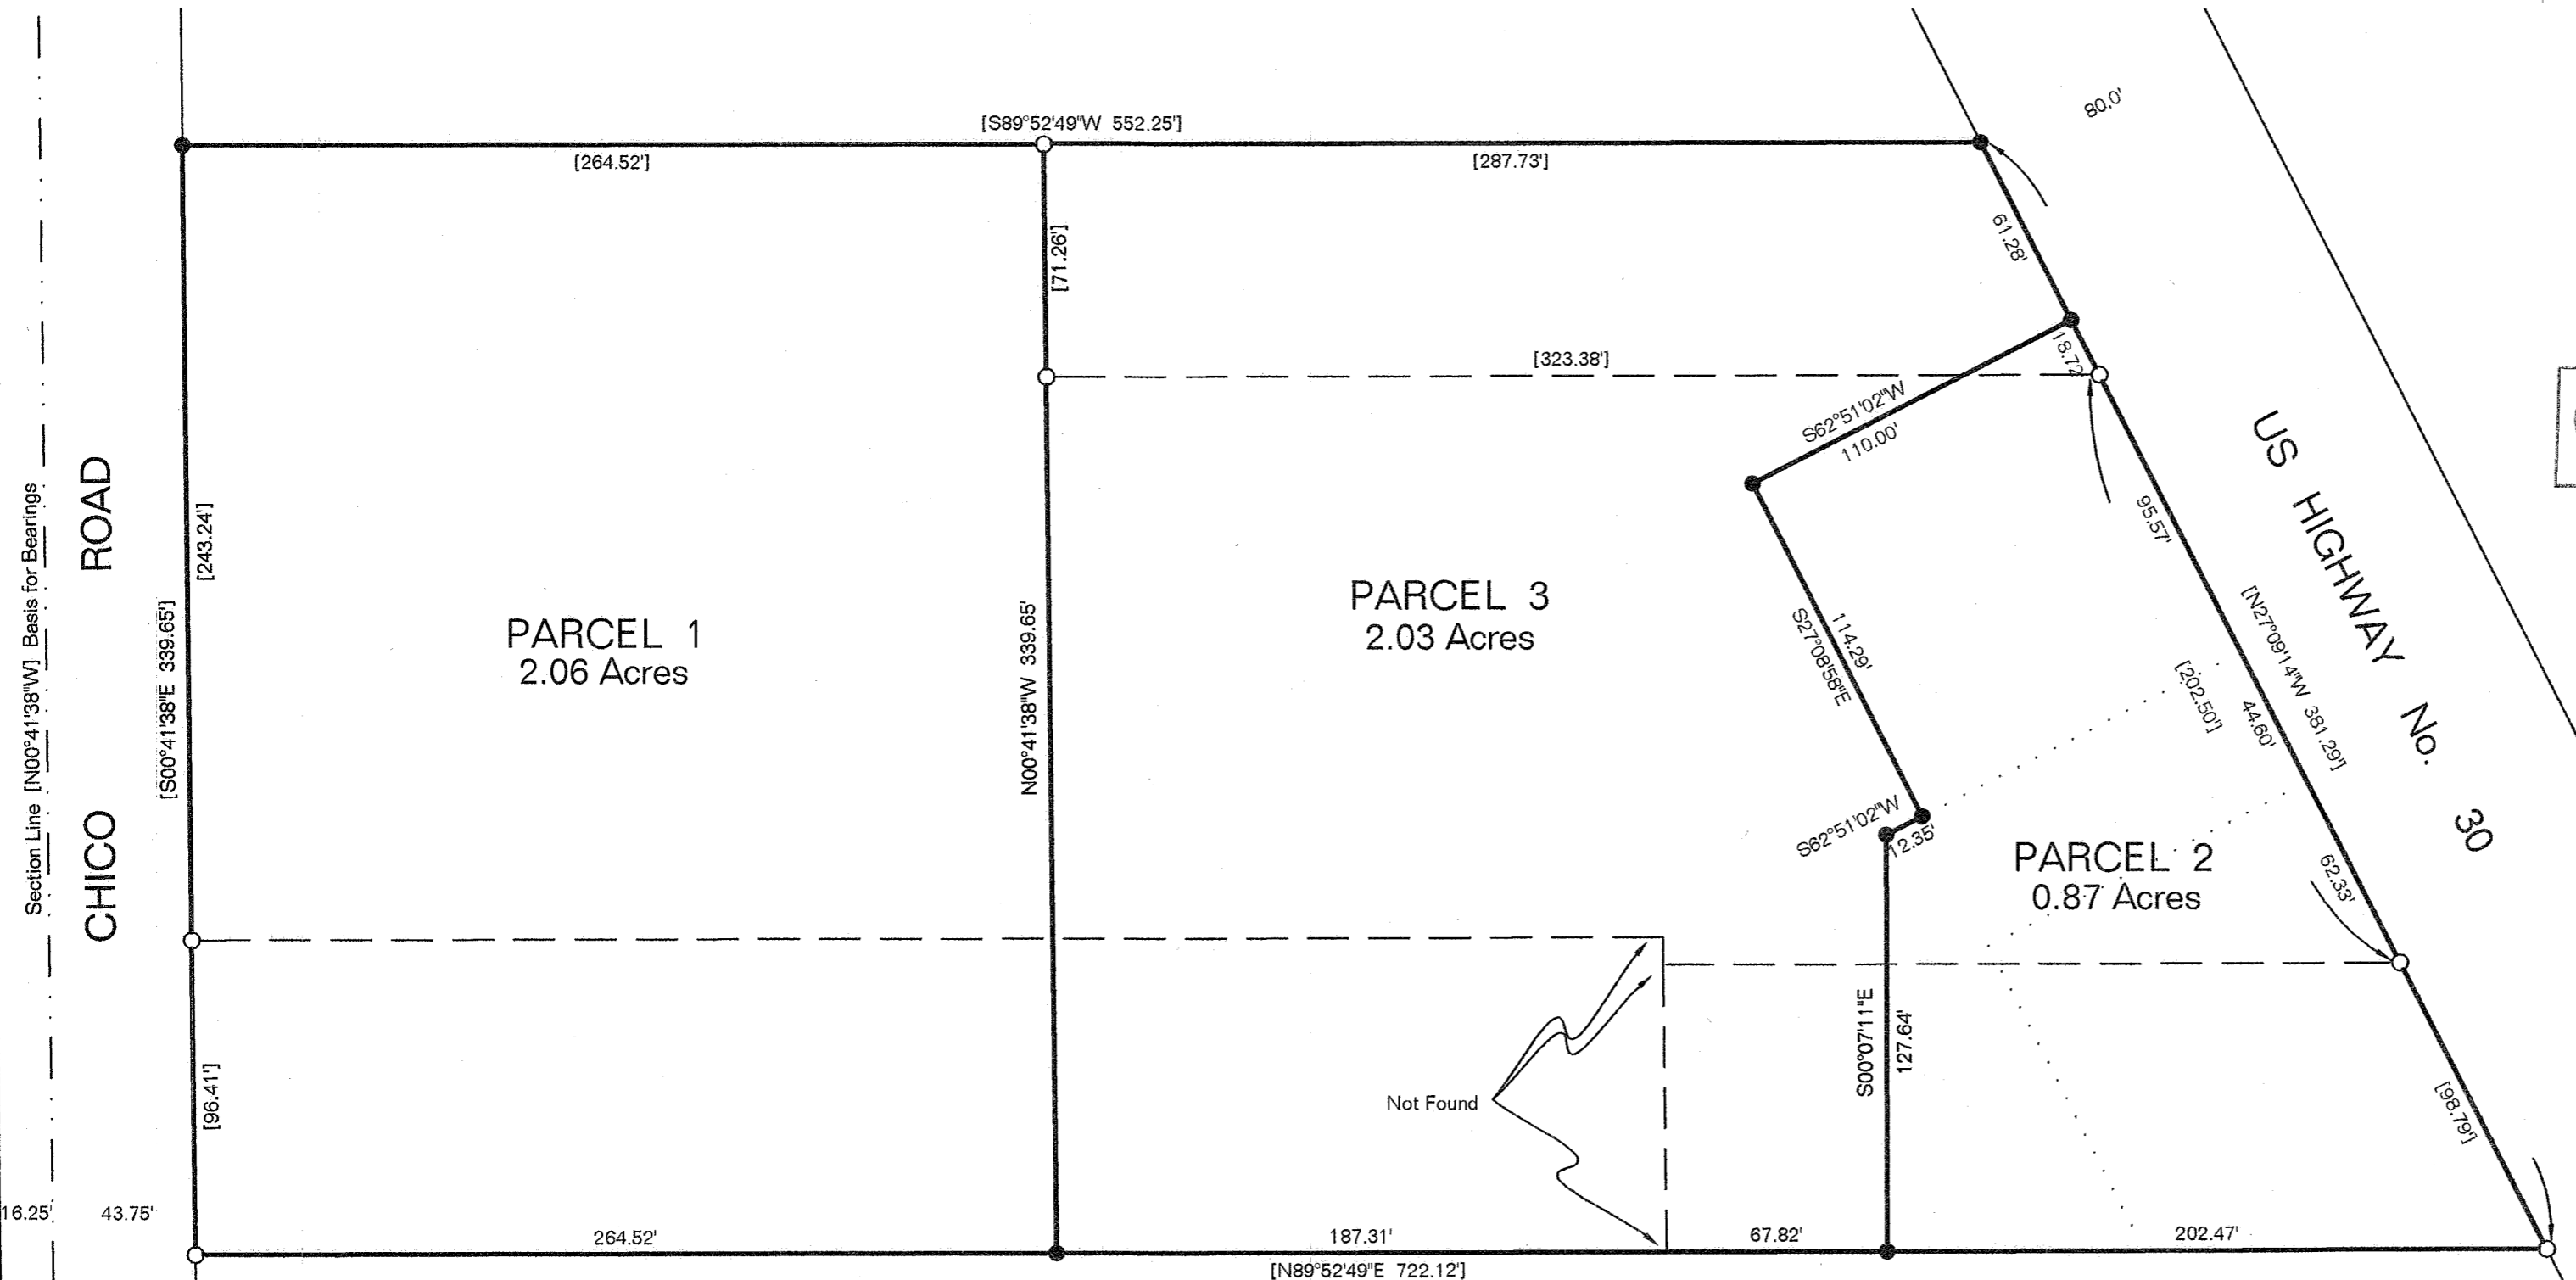 80.0'
[S89°52'49"W 552.25']
[264.52']
[287.73']
61.28'
[71.26']
18.72'
[323.38']
S62°51'02"W
110.00'
US HIGHWAY No. 30
CHICO ROAD
Section Line [N00°41'38"W] Basis for Bearings
[243.24']
[S00°41'38"E 339.65']
PARCEL 1
2.06 Acres
N00°41'38"W 339.65'
PARCEL 3
2.03 Acres
114.29'
S27°08'58"E
95.57'
[N27°09'14"W 381.29']
[202.50']
44.60'
S62°51'02"W
12.35'
PARCEL 2
0.87 Acres
62.33'
S00°07'11"E
127.64'
[96.41']
Not Found
[98.79']
16.25'
43.75'
264.52'
187.31'
67.82'
202.47'
[N89°52'49"E 722.12']